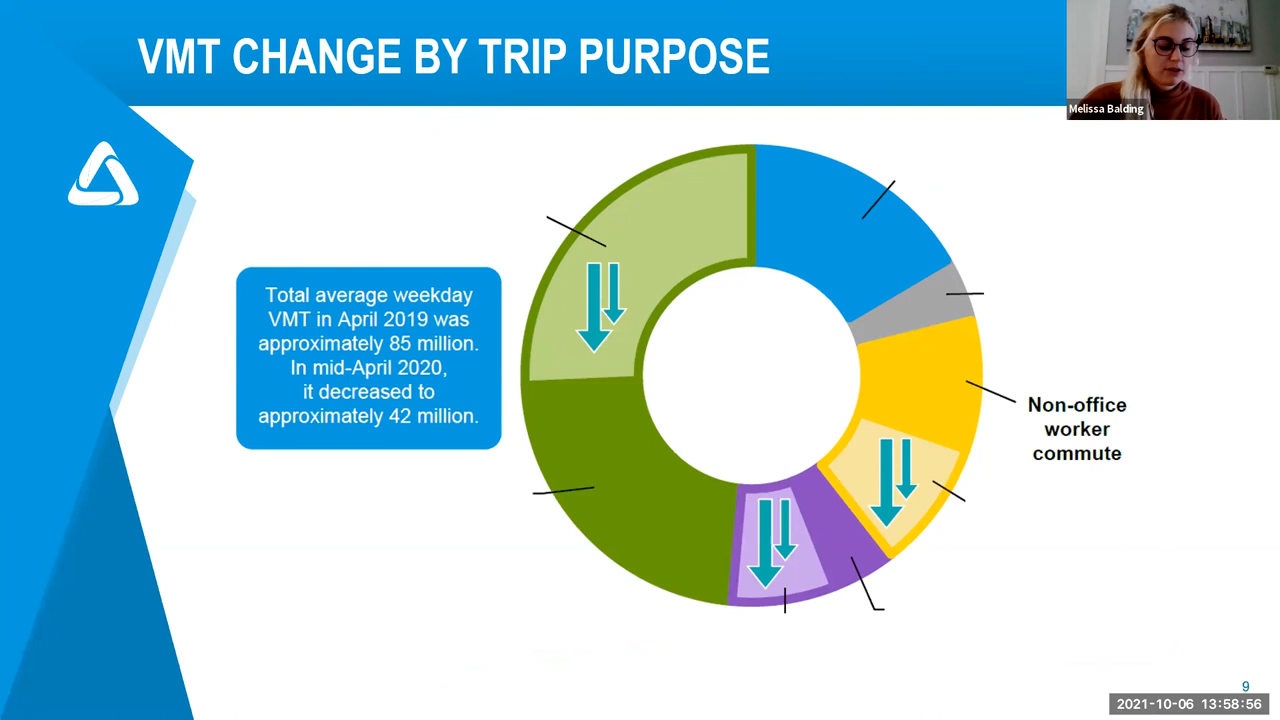 VMT CHANGE BY TRIP PURPOSE
Melissa Balding
Total average weekday
VMT in April 2019 was
approximately 85 million.
In mid-April 2020,
it decreased to
approximately 42 million.
Non-office
worker
commute
9
2021-10-06 13:58:56